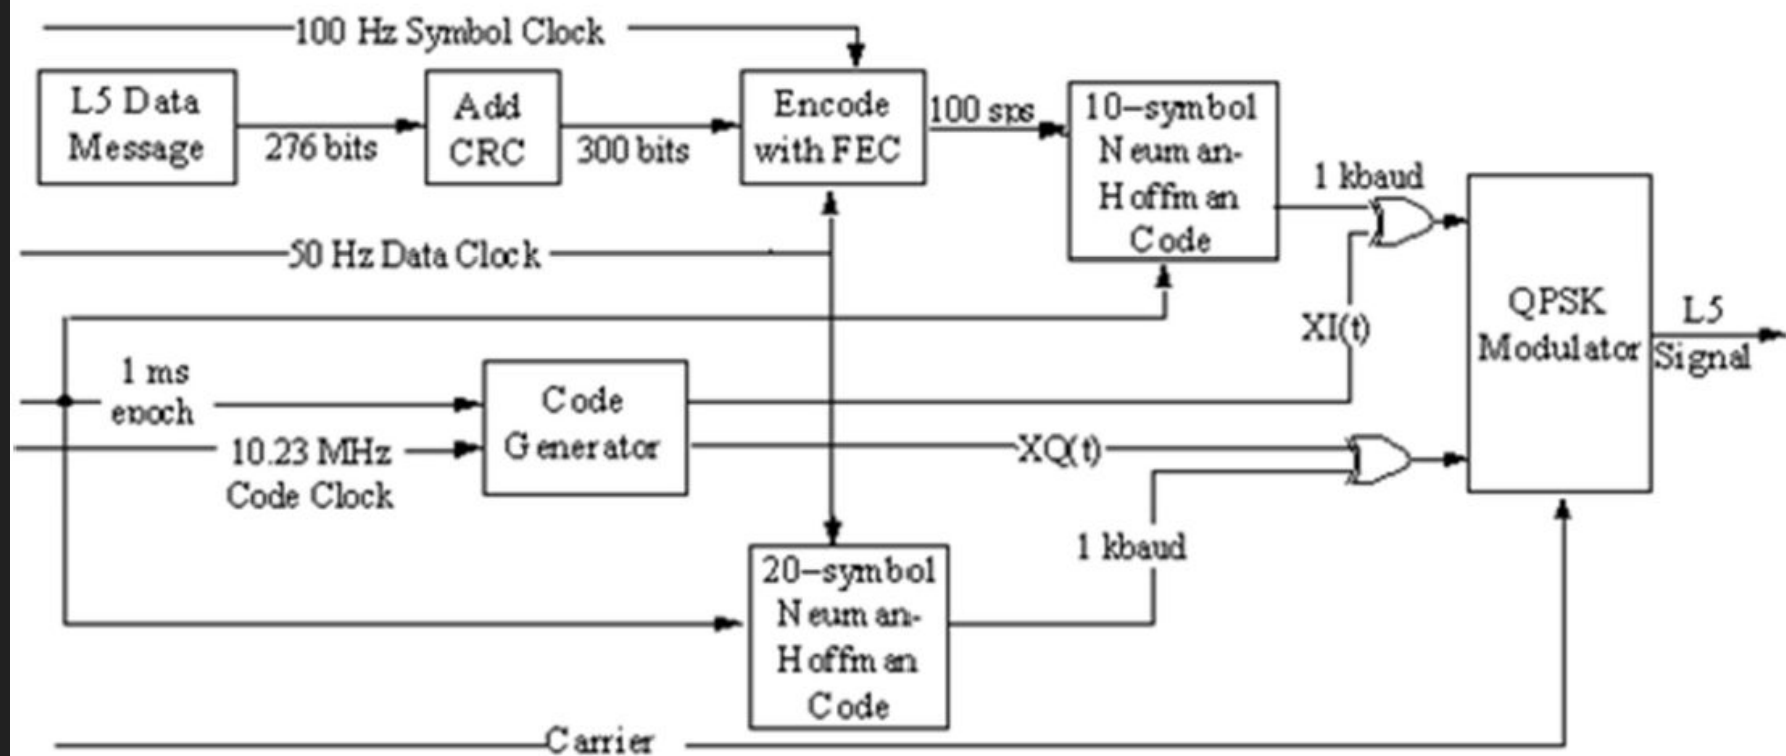 100 Hz Symbol Clock
L5 Data
Message
276 bits
Add
CRC
300 bits
Encode
with FEC
100 sps
10-symbol
Neuman-
Hoffman
Code
1 kbaud
50 Hz Data Clock
QPSK
Modulator
L5
Signal
XI(t)
1 ms
epoch
Code
Generator
10.23 MHz
Code Clock
XQ(t)
1 kbaud
20-symbol
Neuman-
Hoffman
Code
Carrier